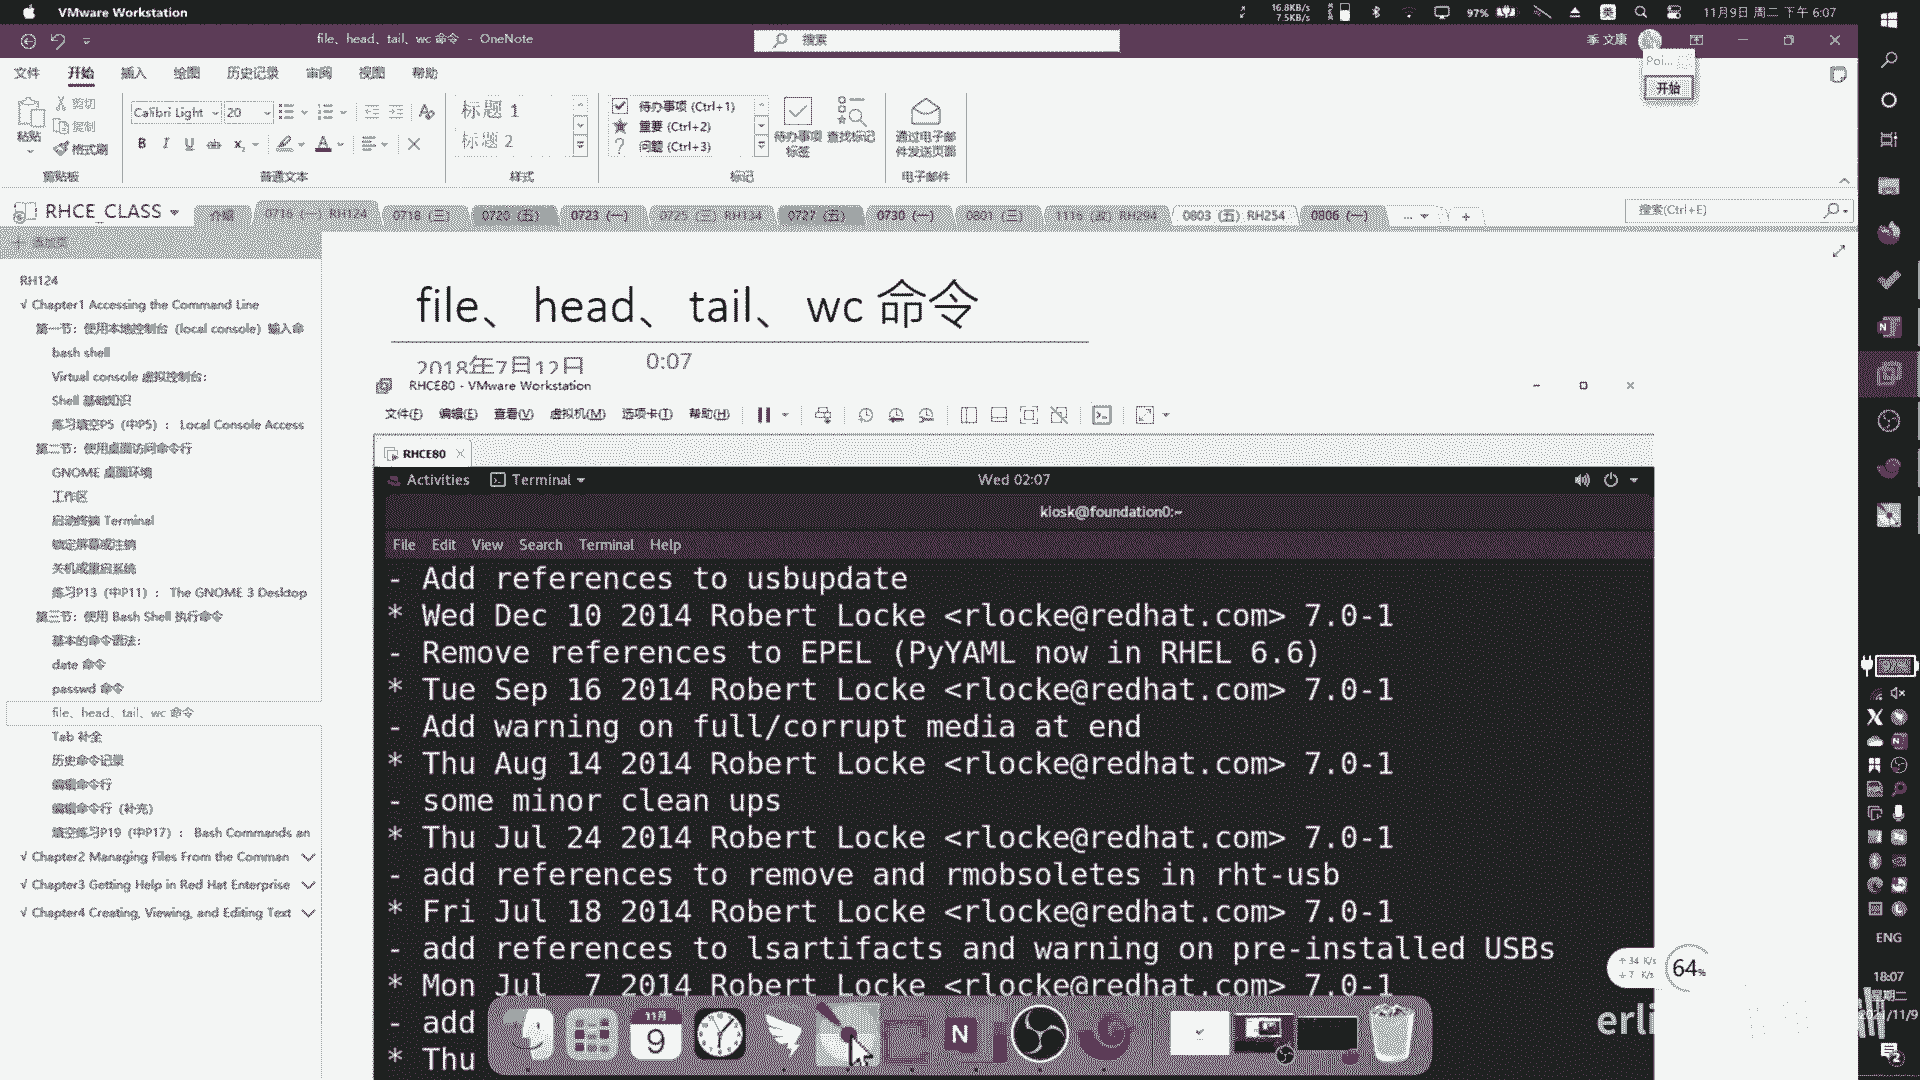 VMware Workstation
16.8KB/s
7.5KB/s
97%
英
11月9日 周二 下午 6:07
file、head、tail、wc 命令 - OneNote
搜索
季 文康
文件
开始
插入
绘图
历史记录
审阅
视图
帮助
Poi...
开始
粘贴
剪切
复制
格式刷
剪贴板
Calibri Light
20
普通文本
标题 1
标题 2
样式
待办事项 (Ctrl+1)
重要 (Ctrl+2)
问题 (Ctrl+3)
待办事项
标签
查找标记
标记
通过电子邮
件发送页面
电子邮件
RHCE_CLASS
介绍
0716 (一) RH124
0718 (三)
0720 (五)
0723 (一)
0725 (三) RH134
0727 (五)
0730 (一)
0801 (三)
0803 (五) RH254
0806 (一)
搜索(Ctrl+E)
添加页
RH124
√ Chapter1 Accessing the Command Line
第一节：使用本地控制台（local console）输入命
bash shell
Virtual console 虚拟控制台：
Shell 基础知识
练习填空P5（中P5）： Local Console Access
第二节：使用桌面访问命令行
GNOME 桌面环境
工作区
启动终端 Terminal
锁定屏幕或注销
关机或重启系统
练习P13（中P11）： The GNOME 3 Desktop
第三节：使用 Bash Shell 执行命令
基本的命令语法：
date 命令
passwd 命令
file、head、tail、wc 命令
Tab 补全
历史命令记录
编辑命令行
编辑命令行（补充）
填空练习P19（中P17）： Bash Commands an
√ Chapter2 Managing Files From the Comman
√ Chapter3 Getting Help in Red Hat Enterprise
√ Chapter4 Creating, Viewing, and Editing Text
file、head、tail、wc 命令
2018年7月12日
0:07
RHCE80 - VMware Workstation
文件(F) 编辑(E) 查看(V) 虚拟机(M) 选项卡(T) 帮助(H)
RHCE80
Activities
Terminal
Wed 02:07
kiosk@foundation0:~
File Edit View Search Terminal Help
- Add references to usbupdate
* Wed Dec 10 2014 Robert Locke <rlocke@redhat.com> 7.0-1
- Remove references to EPEL (PyYAML now in RHEL 6.6)
* Tue Sep 16 2014 Robert Locke <rlocke@redhat.com> 7.0-1
- Add warning on full/corrupt media at end
* Thu Aug 14 2014 Robert Locke <rlocke@redhat.com> 7.0-1
- some minor clean ups
* Thu Jul 24 2014 Robert Locke <rlocke@redhat.com> 7.0-1
- add references to remove and rmobsoletes in rht-usb
* Fri Jul 18 2014 Robert Locke <rlocke@redhat.com> 7.0-1
- add references to lsartifacts and warning on pre-installed USBs
* Mon Jul  7 2014 Robert Locke <rlocke@redhat.com> 7.0-1
- add
* Thu
11月
9
64%
97%
ENG
18:07
星期二
2021/11/9